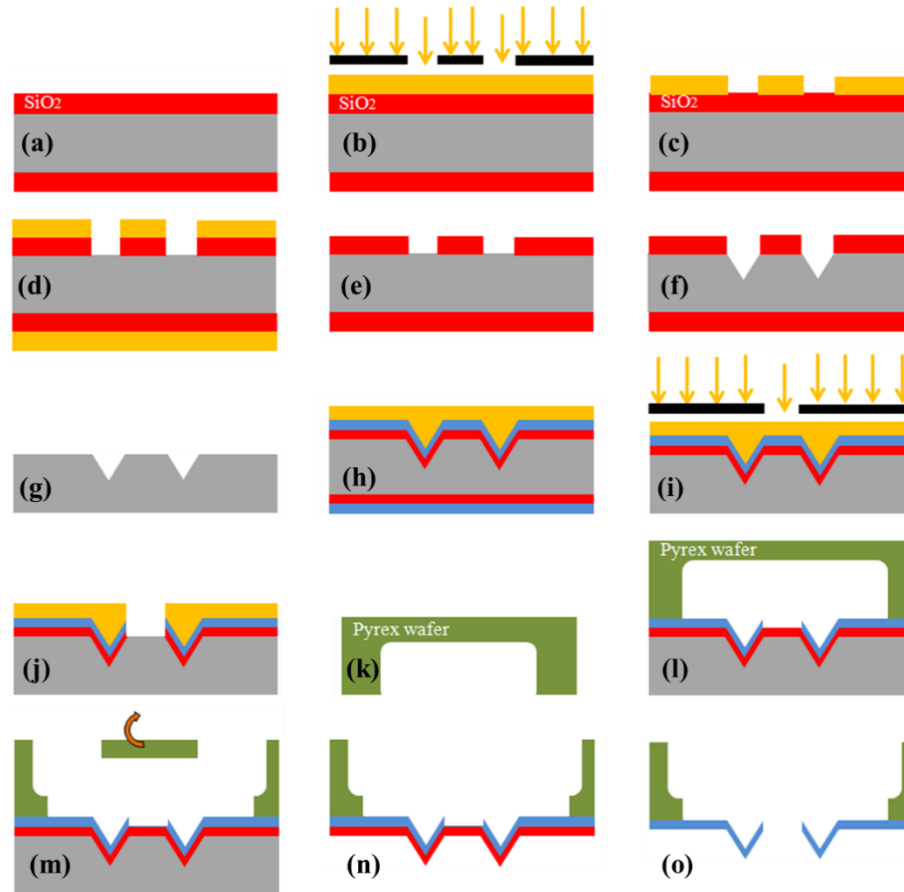 SiO₂
(a)
SiO₂
(b)
SiO₂
(c)
(d)
(e)
(f)
(g)
(h)
(i)
(j)
Pyrex wafer
(k)
Pyrex wafer
(l)
(m)
(n)
(o)